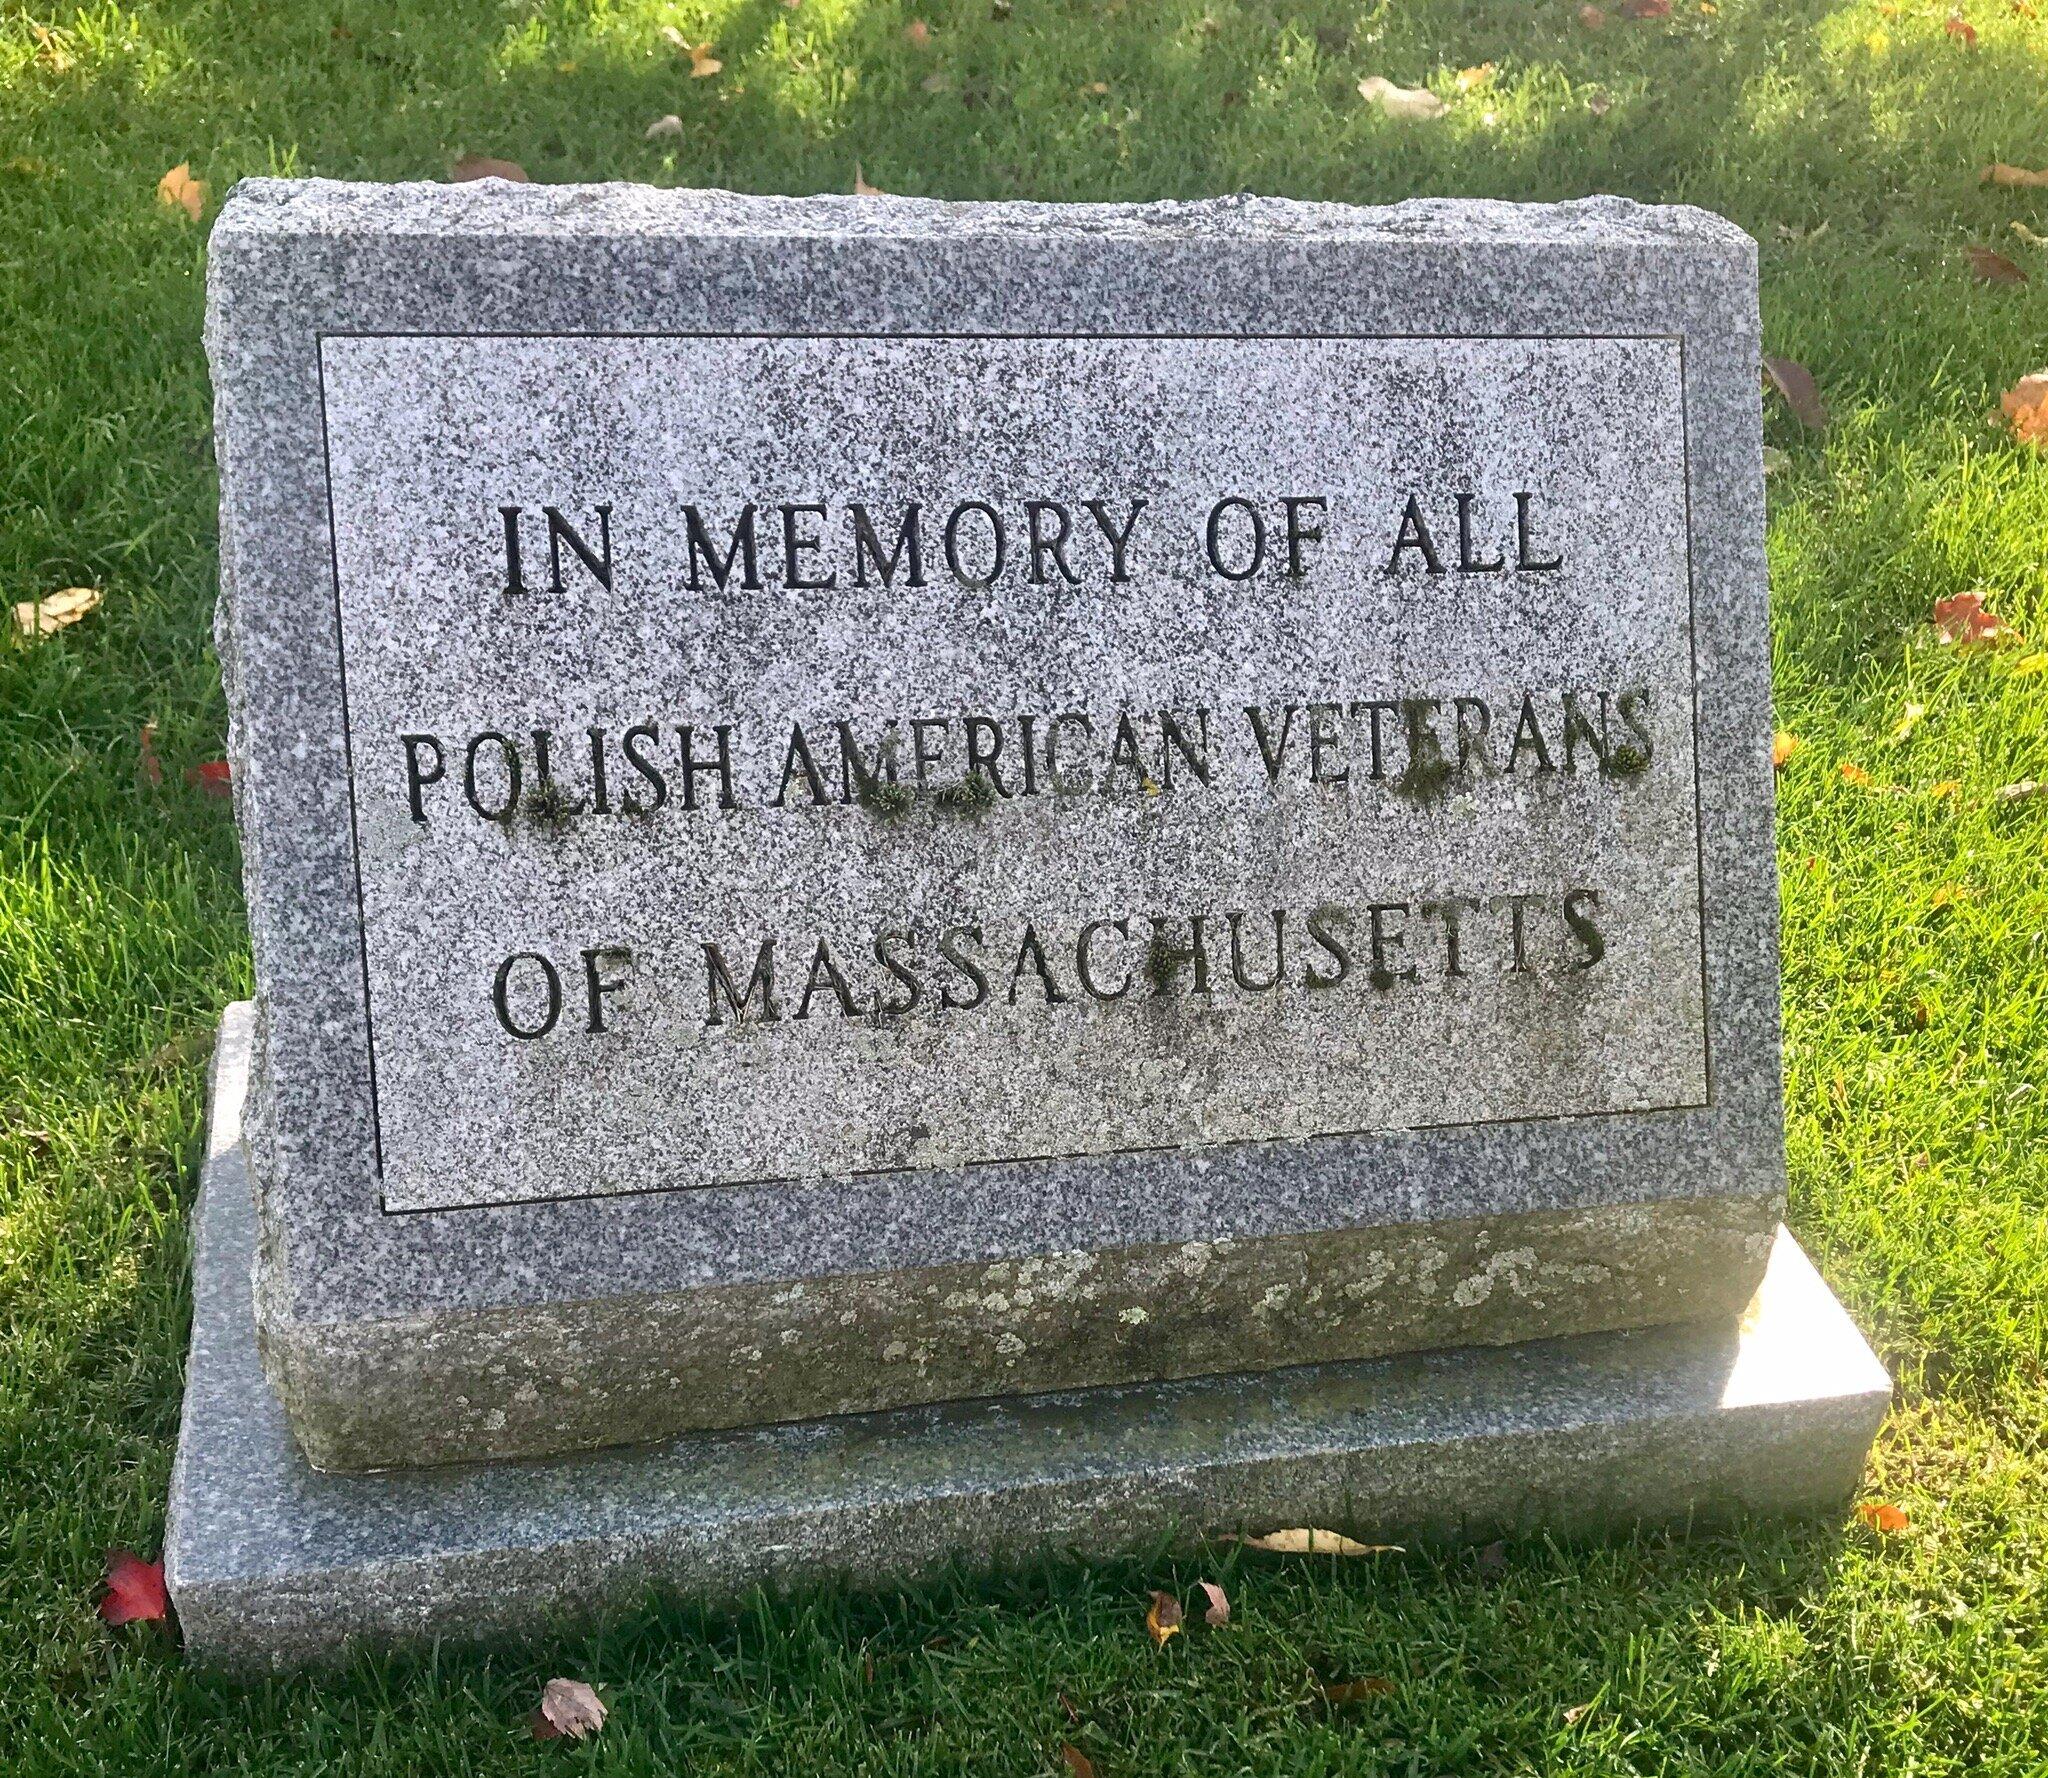 IN MEMORY OF ALL
POLISH AMERICAN VETERANS
OF MASSACHUSETTS